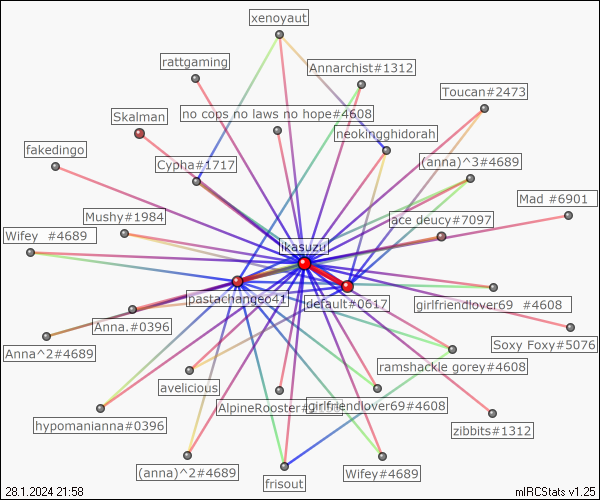 xenoyaut
rattgaming
Annarchist#1312
Toucan#2473
Skalman
no cops no laws no hope#4608
neokingghidorah
fakedingo
Cypha#1717
(anna)^3#4689
Mad #6901
Mushy#1984
ace deucy#7097
Wifey #4689
ikasuzu
pastachange041
default#0617
girlfriendlover69 #4608
Anna.#0396
Soxy Foxy#5076
Anna^2#4689
ramshackle gorey#4608
avelicious
AlpineRooster
girlfriendlover69#4608
hypomanianna#0396
zibbits#1312
(anna)^2#4689
frisout
Wifey#4689
28.1.2024 21:58
mIRCStats v1.25